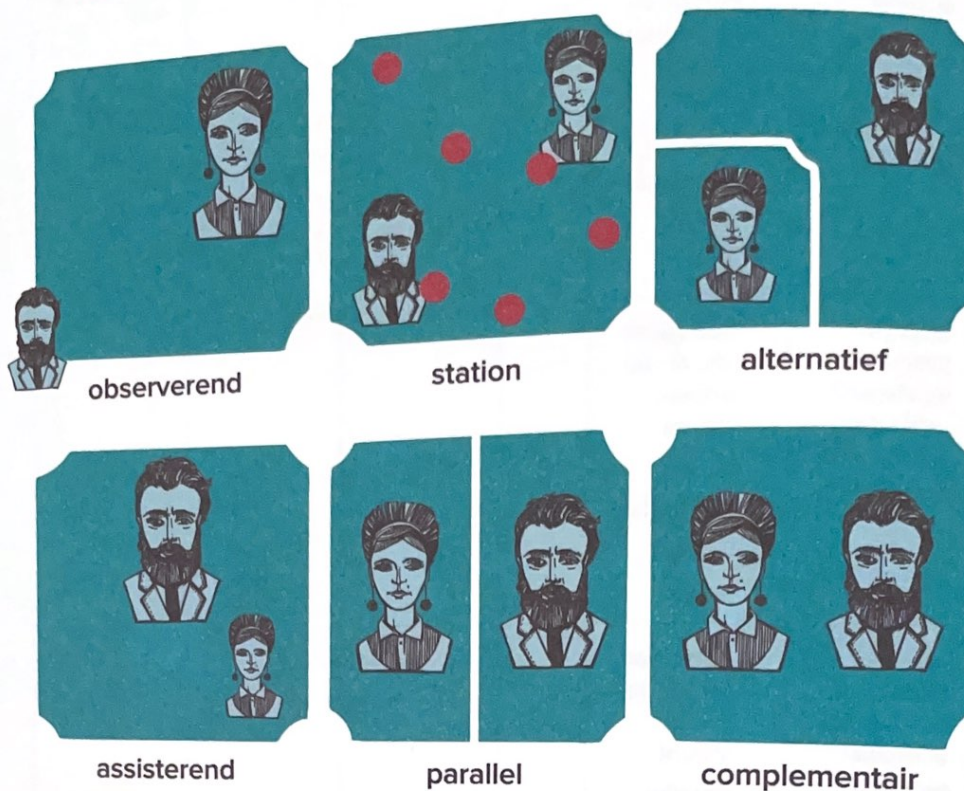 observerend
station
alternatief
assisterend
parallel
complementair